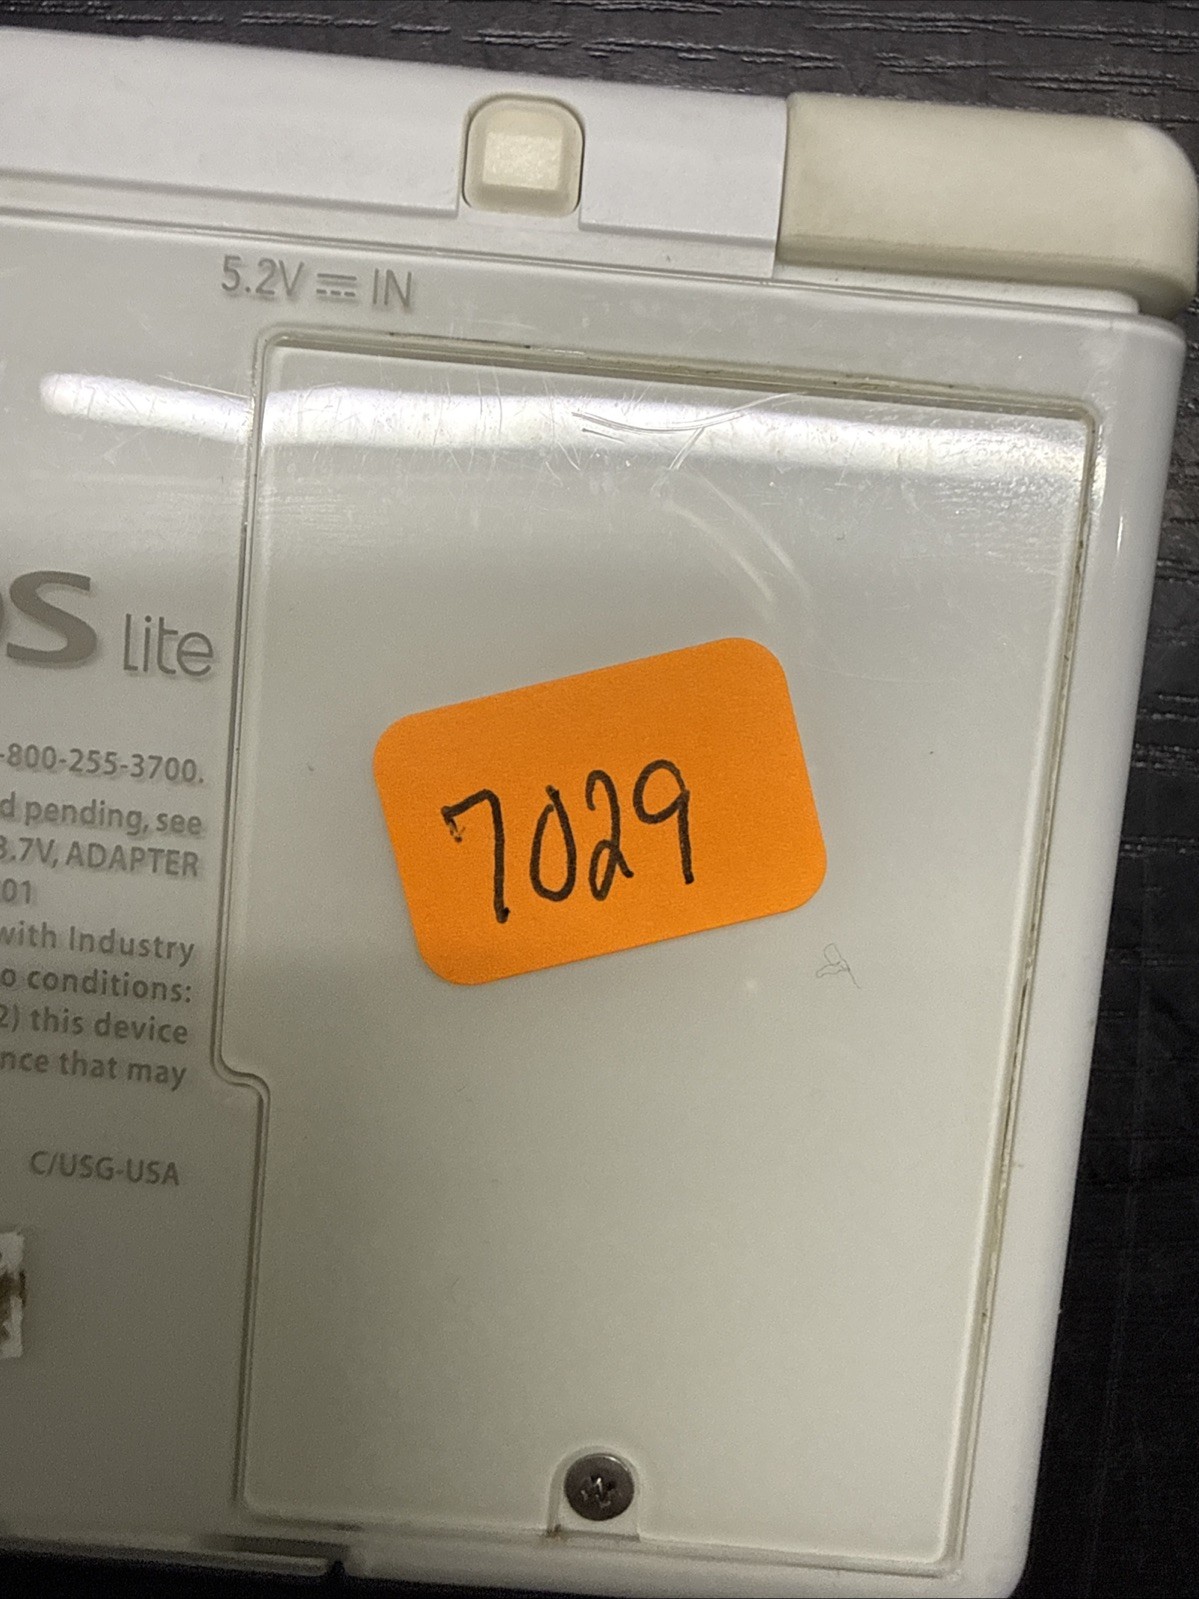 5.2V ⎓ IN
DS lite
-800-255-3700.
d pending, see
3.7V, ADAPTER
01
with Industry
o conditions:
2) this device
nce that may
C/USG-USA
7029